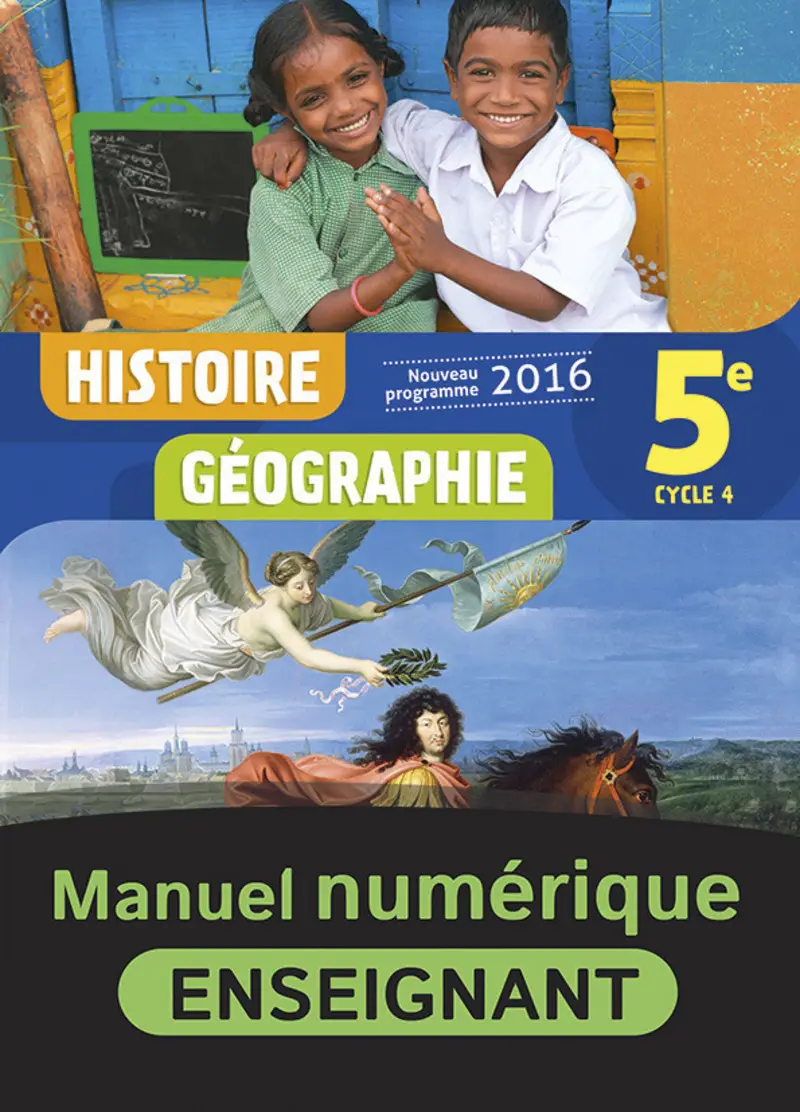 HISTOIRE
Nouveau
programme 2016
5e
CYCLE 4
GÉOGRAPHIE
Manuel numérique
ENSEIGNANT